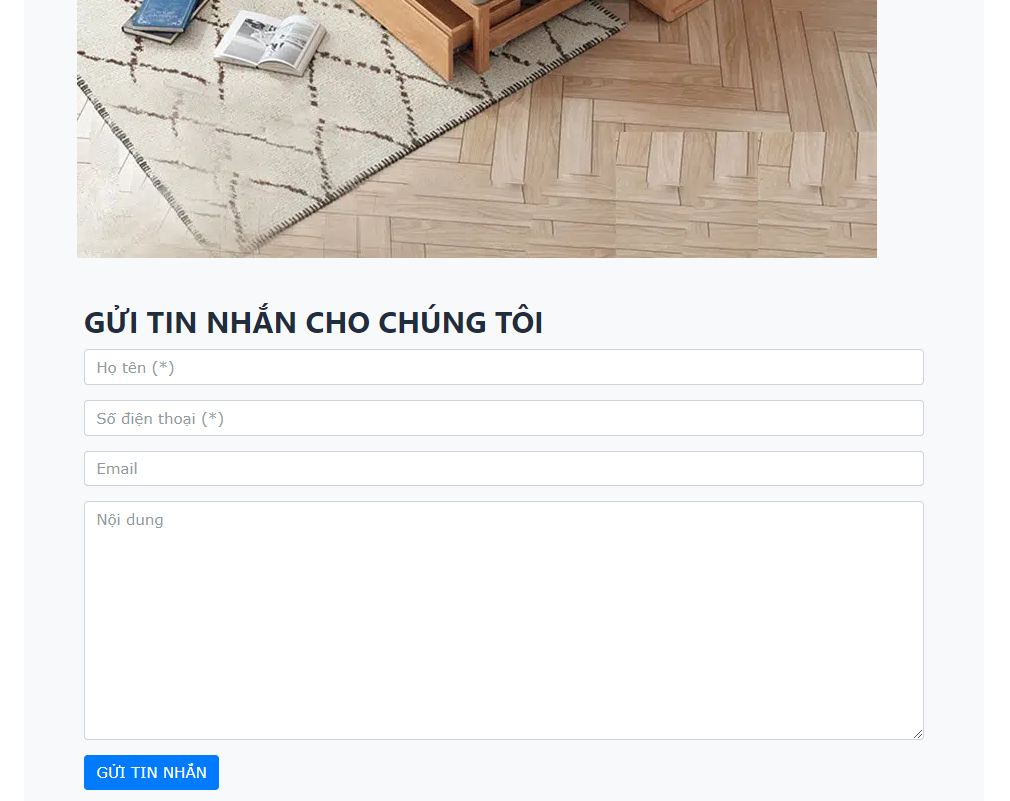 GỬI TIN NHẮN CHO CHÚNG TÔI
Họ tên (*)
Số điện thoại (*)
Email
Nội dung
GỬI TIN NHẮN